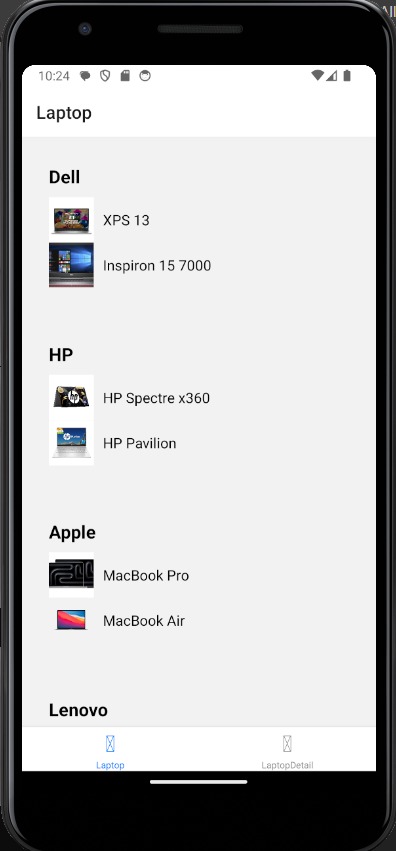 All
10:24
Laptop
Dell
XPS 13
Inspiron 15 7000
HP
HP Spectre x360
HP Pavilion
Apple
MacBook Pro
MacBook Air
Lenovo
Laptop
LaptopDetail